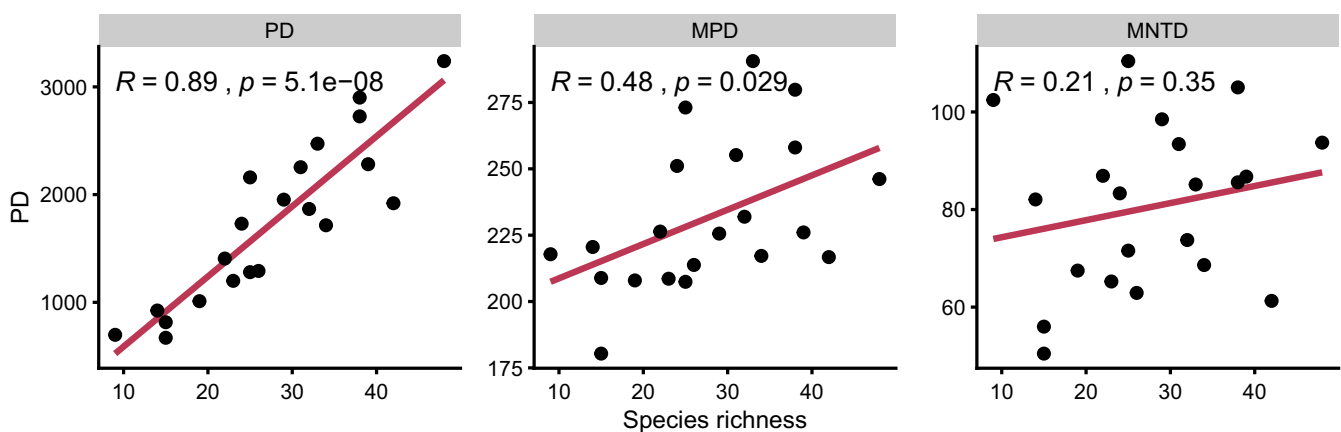 PD
MPD
MNTD
R = 0.89 , p = 5.1e−08
R = 0.48 , p = 0.029
R = 0.21 , p = 0.35
PD
3000
2000
1000
275
250
225
200
175
100
80
60
10 20 30 40
10 20 30 40
10 20 30 40
Species richness